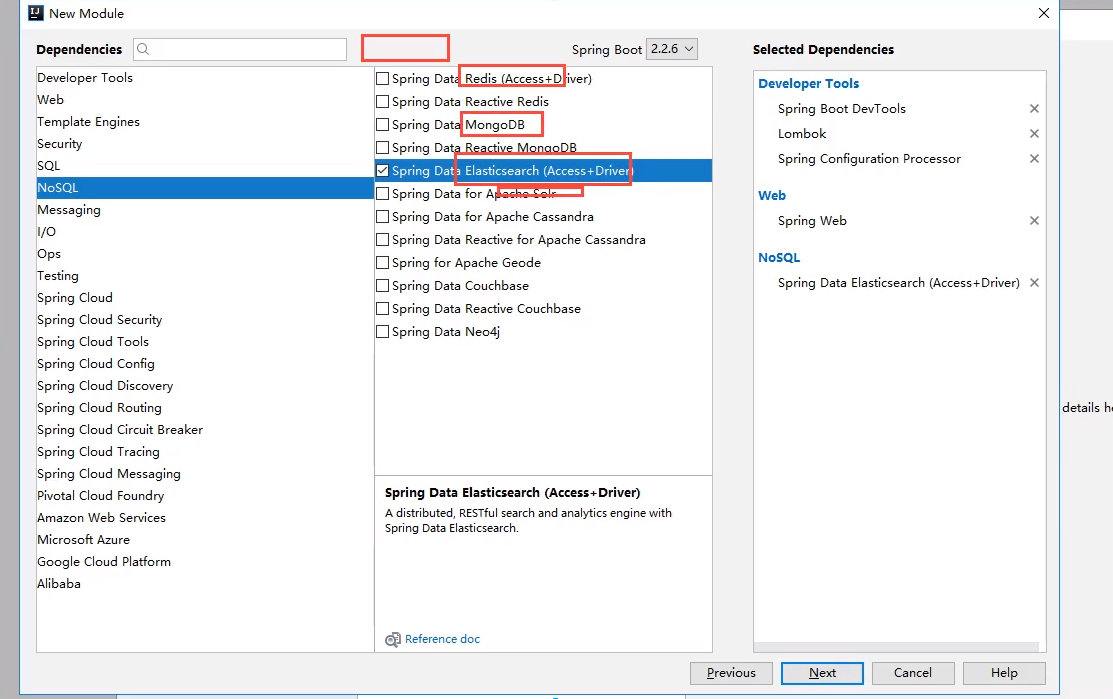 New Module
Dependencies
Spring Boot 2.2.6
Selected Dependencies
Developer Tools
Web
Template Engines
Security
SQL
NoSQL
Messaging
I/O
Ops
Testing
Spring Cloud
Spring Cloud Security
Spring Cloud Tools
Spring Cloud Config
Spring Cloud Discovery
Spring Cloud Routing
Spring Cloud Circuit Breaker
Spring Cloud Tracing
Spring Cloud Messaging
Pivotal Cloud Foundry
Amazon Web Services
Microsoft Azure
Google Cloud Platform
Alibaba
Spring Data Redis (Access+Driver)
Spring Data Reactive Redis
Spring Data MongoDB
Spring Data Reactive MongoDB
Spring Data Elasticsearch (Access+Driver)
Spring Data for Apache Solr
Spring Data for Apache Cassandra
Spring Data Reactive for Apache Cassandra
Spring for Apache Geode
Spring Data Couchbase
Spring Data Reactive Couchbase
Spring Data Neo4j
Spring Data Elasticsearch (Access+Driver)
A distributed, RESTful search and analytics engine with
Spring Data Elasticsearch.
Reference doc
Developer Tools
Spring Boot DevTools
Lombok
Spring Configuration Processor
Web
Spring Web
NoSQL
Spring Data Elasticsearch (Access+Driver)
details
Previous
Next
Cancel
Help